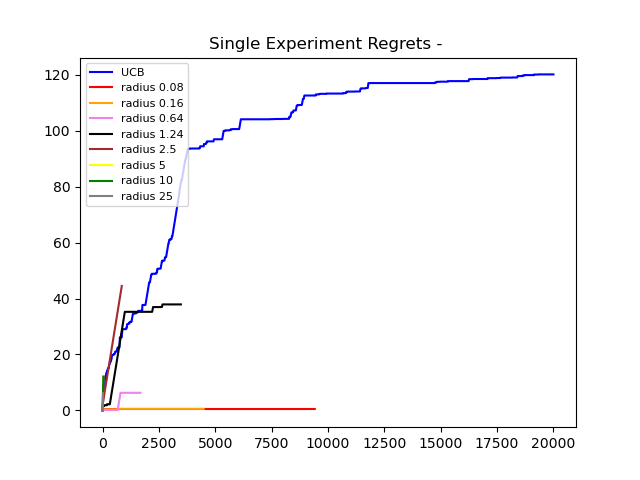 Single Experiment Regrets -
120
100
80
60
40
20
0
UCB
radius 0.08
radius 0.16
radius 0.64
radius 1.24
radius 2.5
radius 5
radius 10
radius 25
0 2500 5000 7500 10000 12500 15000 17500 20000